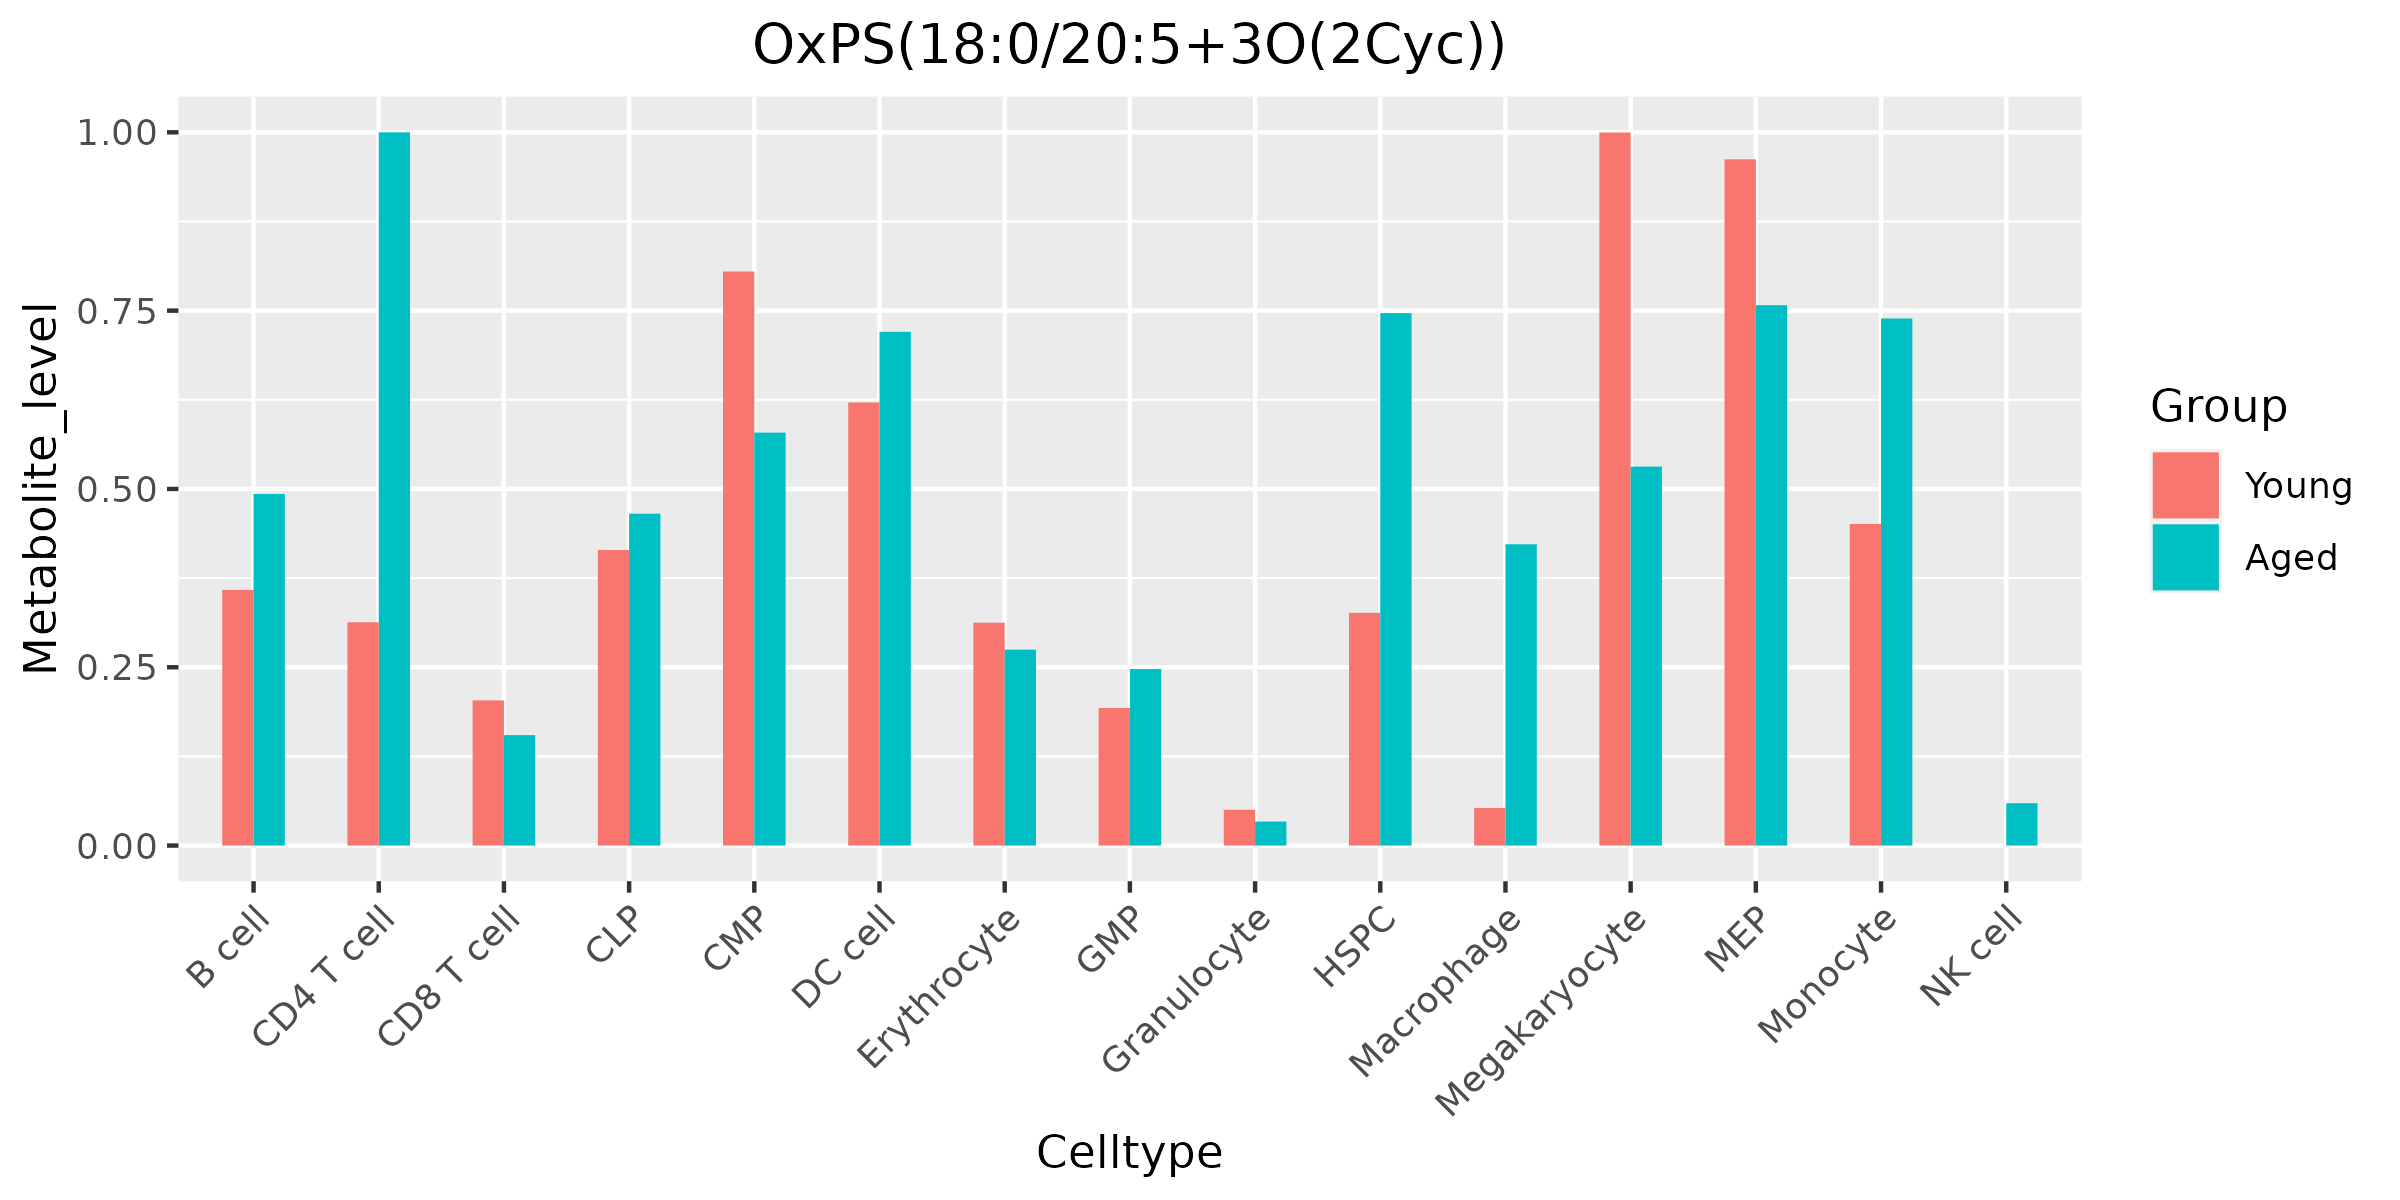 OxPS(18:0/20:5+3O(2Cyc))
Metabolite_level
1.00
0.75
0.50
0.25
0.00
B cell
CD4 T cell
CD8 T cell
CLP
CMP
DC cell
Erythrocyte
GMP
Granulocyte
HSPC
Macrophage
Megakaryocyte
MEP
Monocyte
NK cell
Celltype
Group
Young
Aged